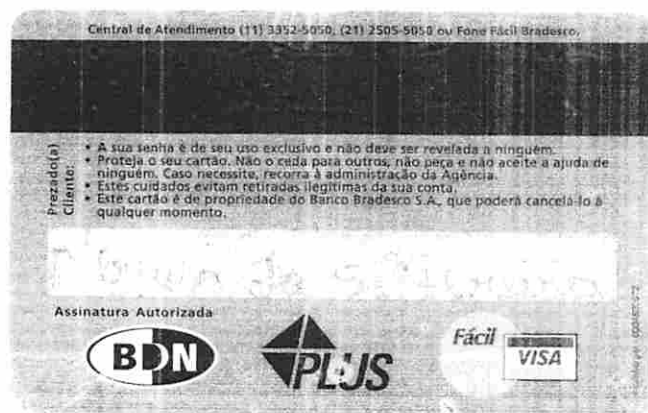 Central de Atendimento (11) 3352-5050, (21) 2505-5050 ou Fone Fácil Bradesco.
Prezado(a)
Cliente:
• A sua senha é de seu uso exclusivo e não deve ser revelada a ninguém.
• Proteja o seu cartão. Não o ceda para outros, não peça e não aceite a ajuda de
ninguém. Caso necessite, recorra à administração da Agência.
• Estes cuidados evitam retiradas ilegítimas da sua conta.
• Este cartão é de propriedade do Banco Bradesco S.A., que poderá cancelá-lo a
qualquer momento.
Assinatura Autorizada
BDN
PLUS
Fácil
VISA